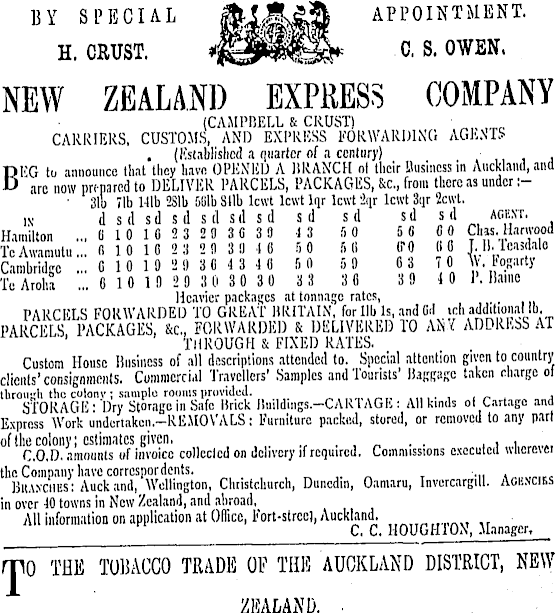 BY SPECIAL APPOINTMENT.
H. CRUST. C. S. OWEN.
NEW ZEALAND EXPRESS COMPANY
(CAMPBELL & CRUST)
CARRIERS, CUSTOMS, AND EXPRESS FORWARDING AGENTS
(Established a quarter of a century)
BEG to announce that they have OPENED A BRANCH of their Business in Auckland, and
are now prepared to DELIVER PARCELS, PACKAGES, &c., from there as under :—
3lb 7lb 14lb 28lb 56lb 84lb 1cwt 1cwt 1qr 1cwt 2qr 1cwt 3qr 2cwt.
IN d s d s d s d s d s d s d s d s d s d s d AGENT.
Hamilton ... 6 1 0 1 6 2 3 2 9 3 6 3 9 4 3 5 0 5 6 6 0 Chas. Harwood
Te Awamutu ... 6 1 0 1 6 2 3 2 9 3 9 4 6 5 0 5 6 6 0 6 6 J. B. Teasdale
Cambridge ... 6 1 0 1 9 2 9 3 6 4 3 4 6 5 0 5 9 6 3 7 0 W. Fogarty
Te Aroha ... 6 1 0 1 9 2 9 3 0 3 0 3 0 3 3 3 6 3 9 4 0 P. Baine
Heavier packages at tonnage rates,
PARCELS FORWARDED TO GREAT BRITAIN, for 1lb 1s, and 6d ach additional lb.
PARCELS, PACKAGES, &c., FORWARDED & DELIVERED TO ANY ADDRESS AT
THROUGH & FIXED RATES.
Custom House Business of all descriptions attended to. Special attention given to country
clients' consignments. Commercial Travellers' Samples and Tourists' Baggage taken charge of
through the colony ; sample rooms provided.
STORAGE : Dry Storage in Safe Brick Buildings.—CARTAGE : All kinds of Cartage and
Express Work undertaken.—REMOVALS : Furniture packed, stored, or removed to any part
of the colony ; estimates given.
C.O.D. amounts of invoice collected on delivery if required. Commissions executed wherever
the Company have correspondents.
BRANCHES : Auckland, Wellington, Christchurch, Dunedin, Oamaru, Invercargill. AGENCIES
in over 40 towns in New Zealand, and abroad.
All information on application at Office, Fort-street, Auckland.
C. C. HOUGHTON, Manager.
TO THE TOBACCO TRADE OF THE AUCKLAND DISTRICT, NEW
ZEALAND.